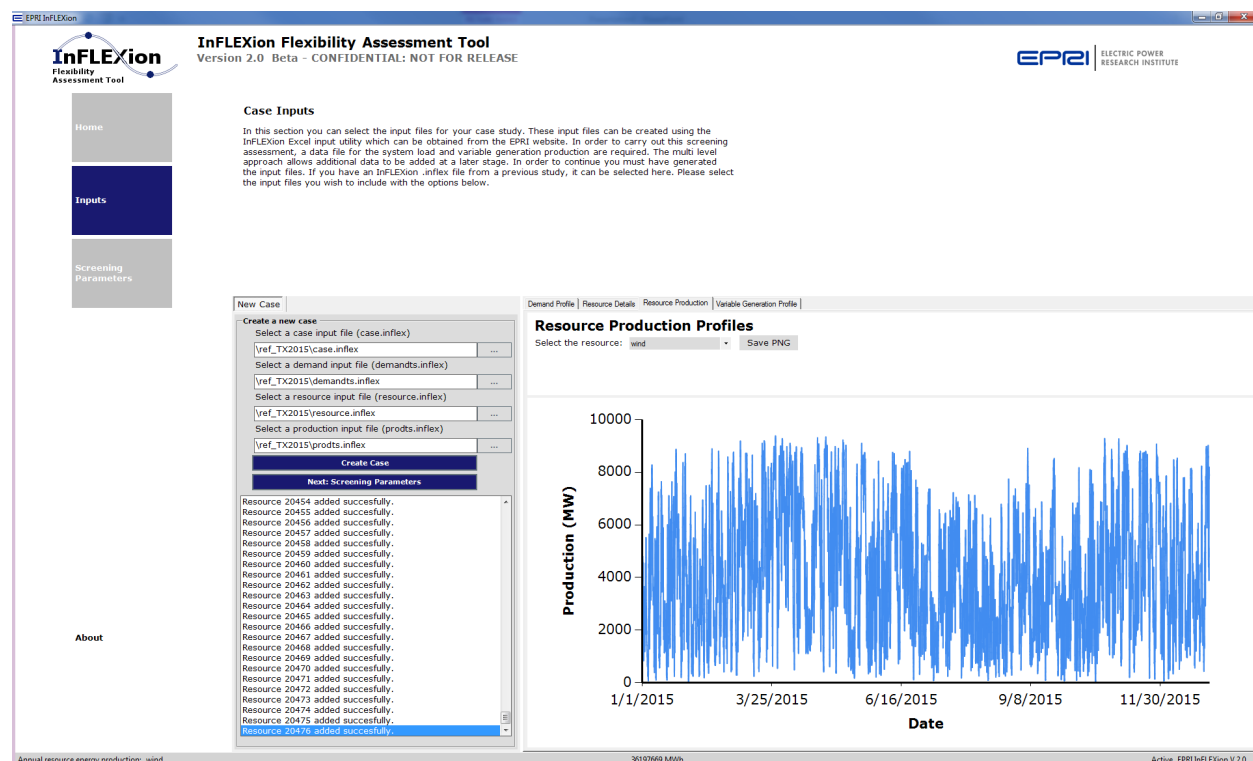 EPRI InFLEXion
InFLEXion
Flexibility
Assessment Tool
InFLEXion Flexibility Assessment Tool
Version 2.0 Beta - CONFIDENTIAL: NOT FOR RELEASE
EPRI
ELECTRIC POWER
RESEARCH INSTITUTE
Home
Inputs
Screening
Parameters
About
Case Inputs
In this section you can select the input files for your case study. These input files can be created using the
InFLEXion Excel input utility which can be obtained from the EPRI website. In order to carry out this screening
assessment, a data file for the system load and variable generation production are required. The multi level
approach allows additional data to be added at a later stage. In order to continue you must have generated
the input files. If you have an InFLEXion .inflex file from a previous study, it can be selected here. Please select
the input files you wish to include with the options below.
New Case
Create a new case
Select a case input file (case.inflex)
\ref_TX2015\case.inflex
...
Select a demand input file (demandts.inflex)
\ref_TX2015\demandts.inflex
...
Select a resource input file (resource.inflex)
\ref_TX2015\resource.inflex
...
Select a production input file (prodts.inflex)
\ref_TX2015\prodts.inflex
...
Create Case
Next: Screening Parameters
Resource 20454 added succesfully.
Resource 20455 added succesfully.
Resource 20456 added succesfully.
Resource 20457 added succesfully.
Resource 20458 added succesfully.
Resource 20459 added succesfully.
Resource 20460 added succesfully.
Resource 20461 added succesfully.
Resource 20462 added succesfully.
Resource 20463 added succesfully.
Resource 20464 added succesfully.
Resource 20465 added succesfully.
Resource 20466 added succesfully.
Resource 20467 added succesfully.
Resource 20468 added succesfully.
Resource 20469 added succesfully.
Resource 20470 added succesfully.
Resource 20471 added succesfully.
Resource 20472 added succesfully.
Resource 20473 added succesfully.
Resource 20474 added succesfully.
Resource 20475 added succesfully.
Resource 20476 added succesfully.
Demand Profile Resource Details Resource Production Variable Generation Profile
Resource Production Profiles
Select the resource: wind Save PNG
Production (MW)
10000
8000
6000
4000
2000
0
1/1/2015 3/25/2015 6/16/2015 9/8/2015 11/30/2015
Date
Annual resource energy production: wind
36197669 MWh
Active EPRI InFLEXion V 2.0